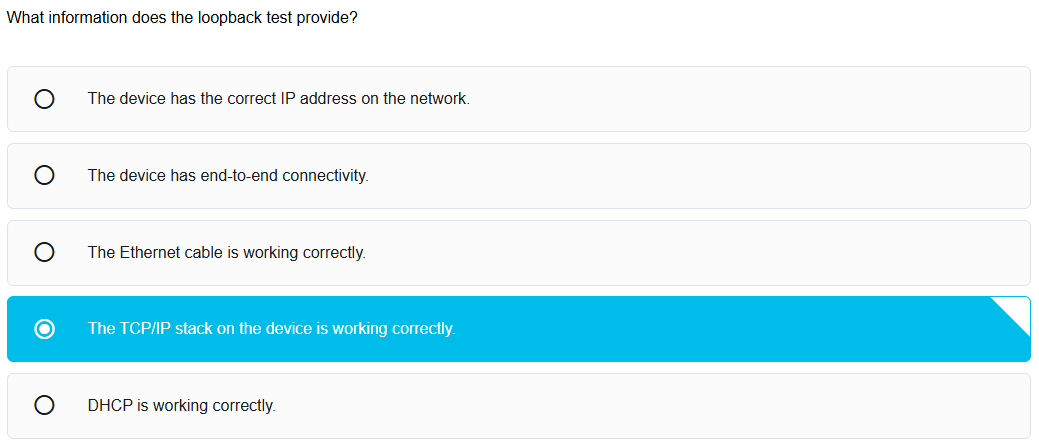 What information does the loopback test provide?
The device has the correct IP address on the network.
The device has end-to-end connectivity.
The Ethernet cable is working correctly.
The TCP/IP stack on the device is working correctly.
DHCP is working correctly.